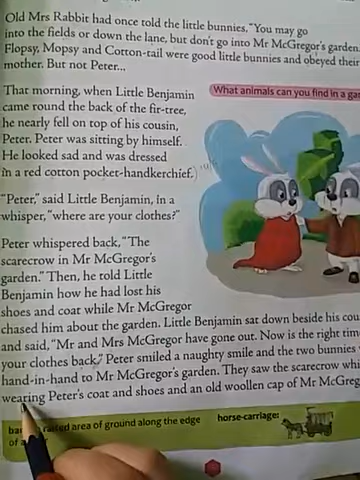 Old Mrs Rabbit had once told the little bunnies, "You may go
into the fields or down the lane, but don't go into Mr McGregor's garden.
Flopsy, Mopsy and Cotton-tail were good little bunnies and obeyed their
mother. But not Peter...
That morning, when Little Benjamin
came round the back of the fir-tree,
he nearly fell on top of his cousin,
Peter. Peter was sitting by himself.
He looked sad and was dressed
in a red cotton pocket-handkerchief.
What animals can you find in a
"Peter," said Little Benjamin, in a
whisper, "where are your clothes?"
Peter whispered back, "The
scarecrow in Mr McGregor's
garden." Then, he told Little
Benjamin how he had lost his
shoes and coat while Mr McGregor
chased him about the garden. Little Benjamin sat down beside his
and said, "Mr and Mrs McGregor have gone out. Now is the right
your clothes back," Peter smiled a naughty smile and the two bunnies
hand-in-hand to Mr McGregor's garden. They saw the scarecrow
wearing Peter's coat and shoes and an old woollen cap of Mr
raised area of ground along the edge
of a
horse-carriage: